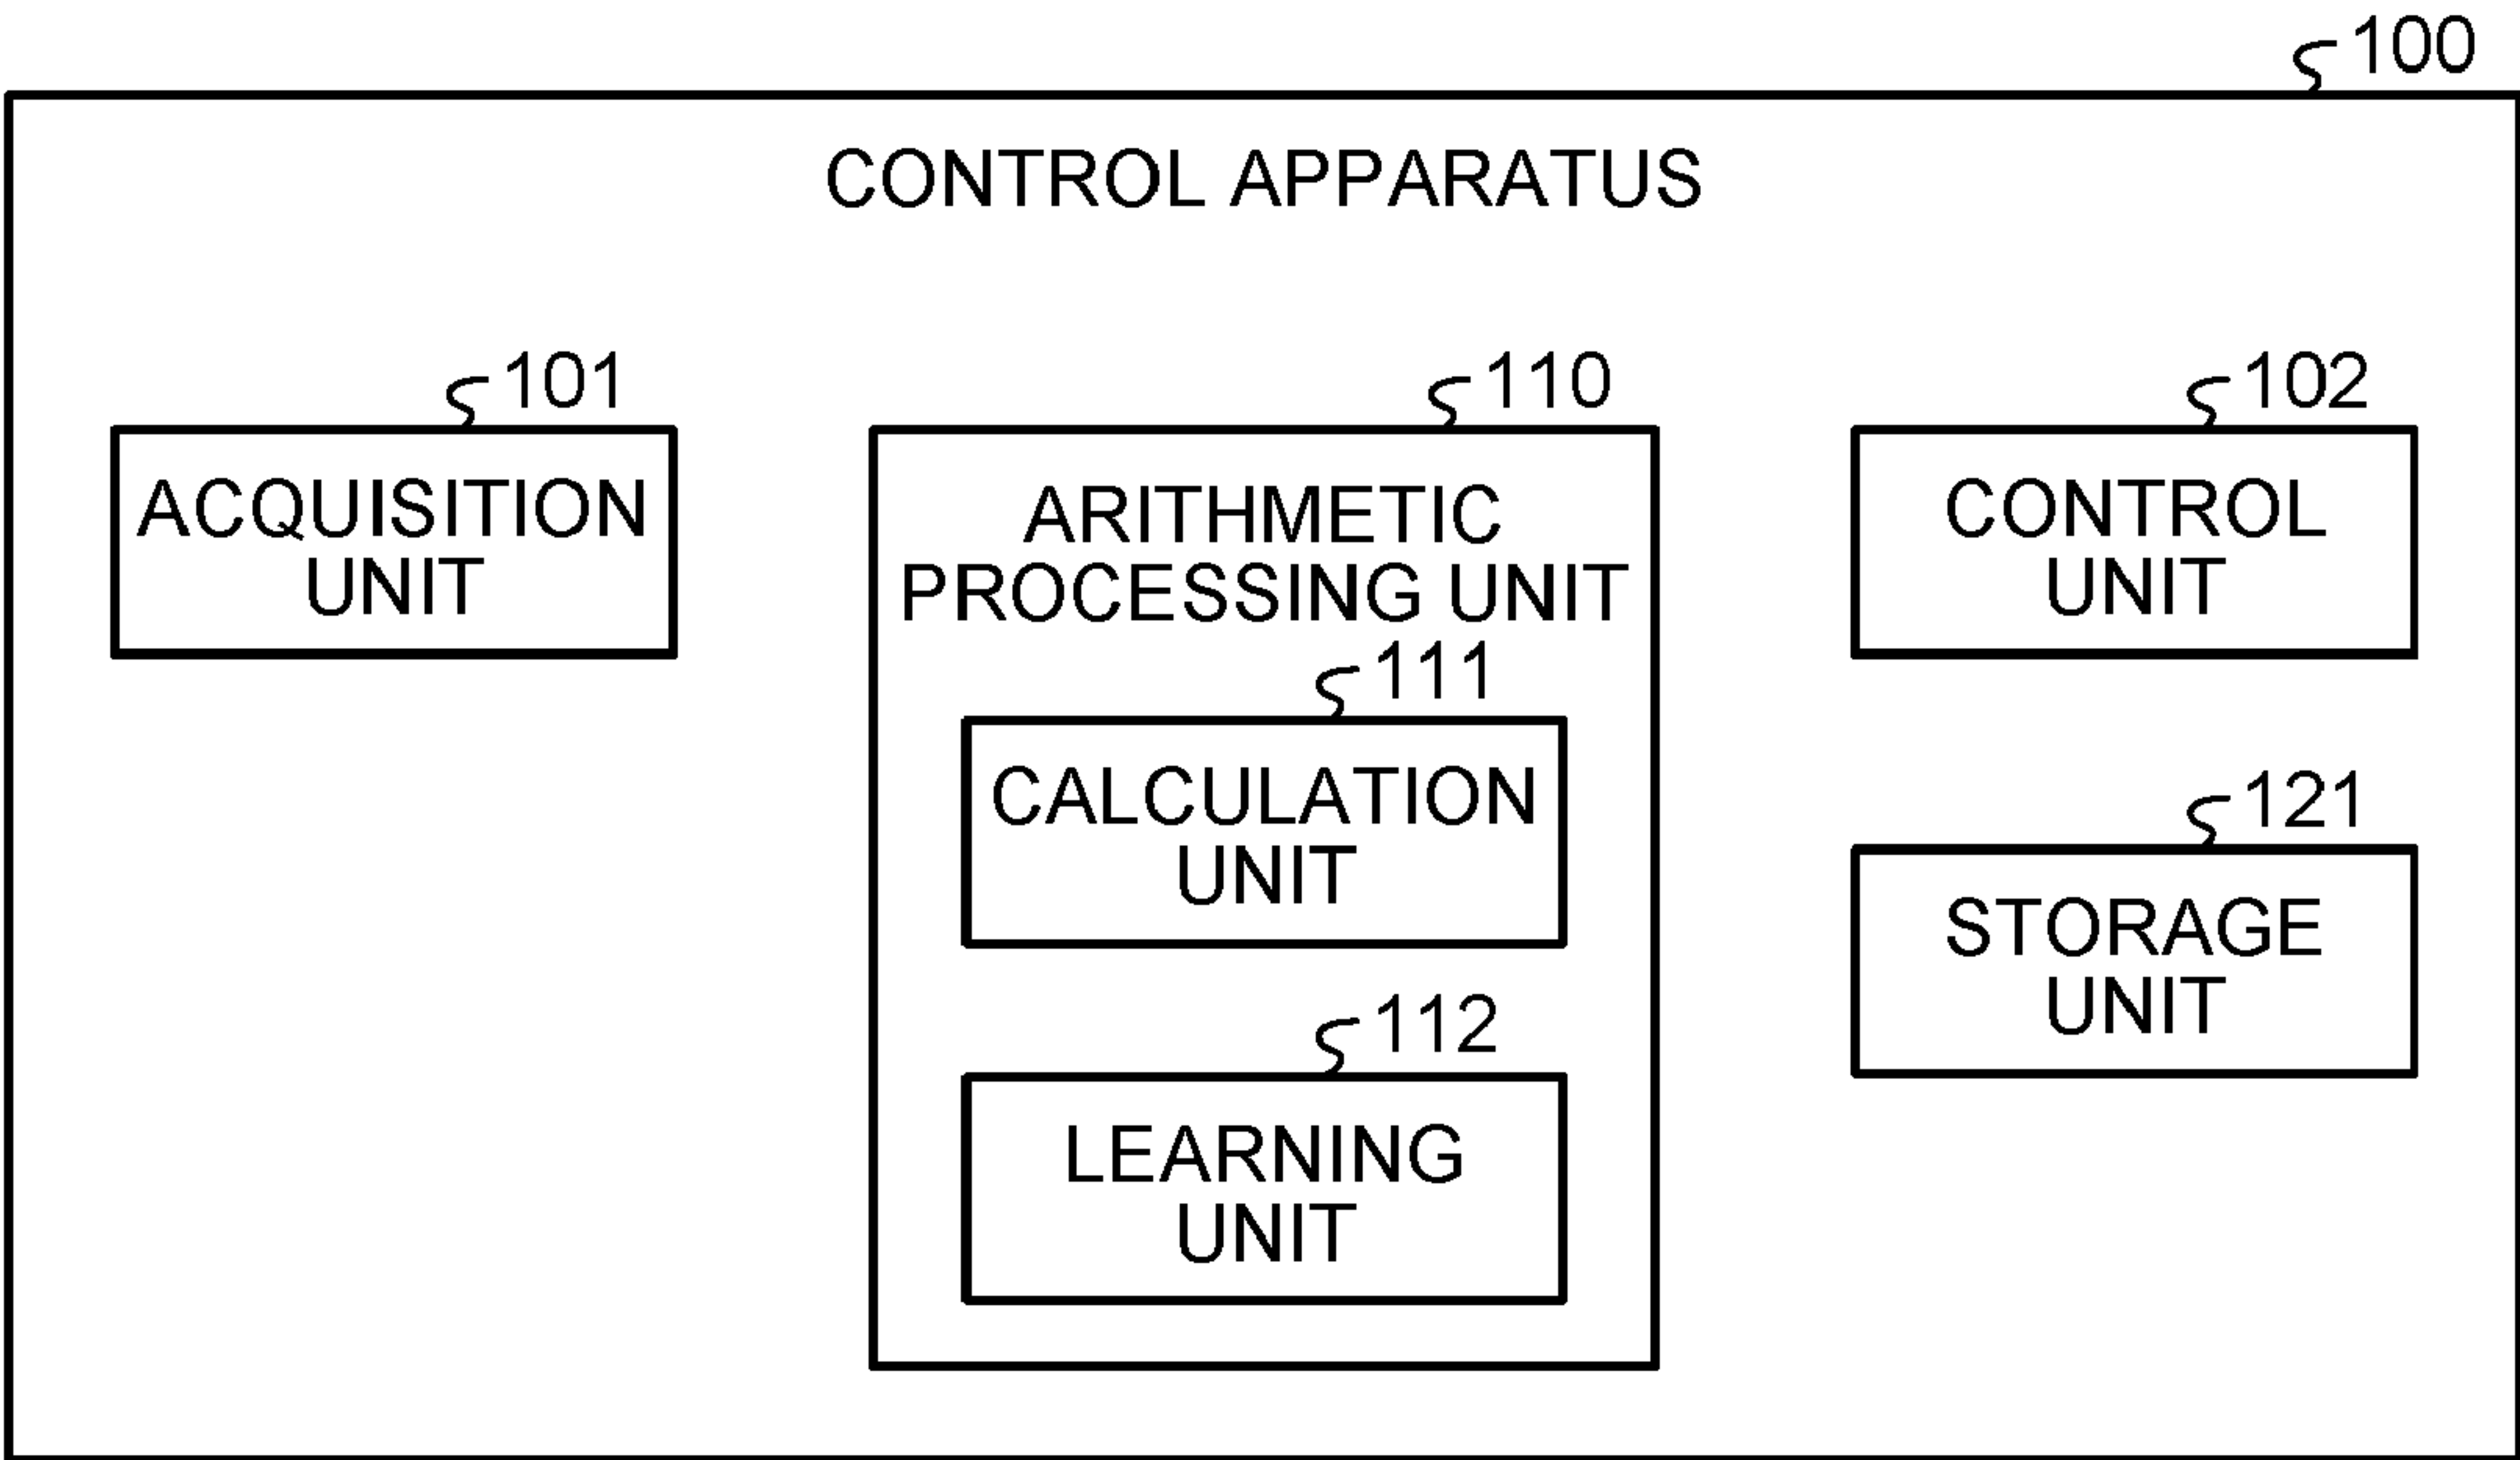 100
CONTROL APPARATUS
101
ACQUISITION
UNIT
110
ARITHMETIC
PROCESSING UNIT
111
CALCULATION
UNIT
112
LEARNING
UNIT
102
CONTROL
UNIT
121
STORAGE
UNIT